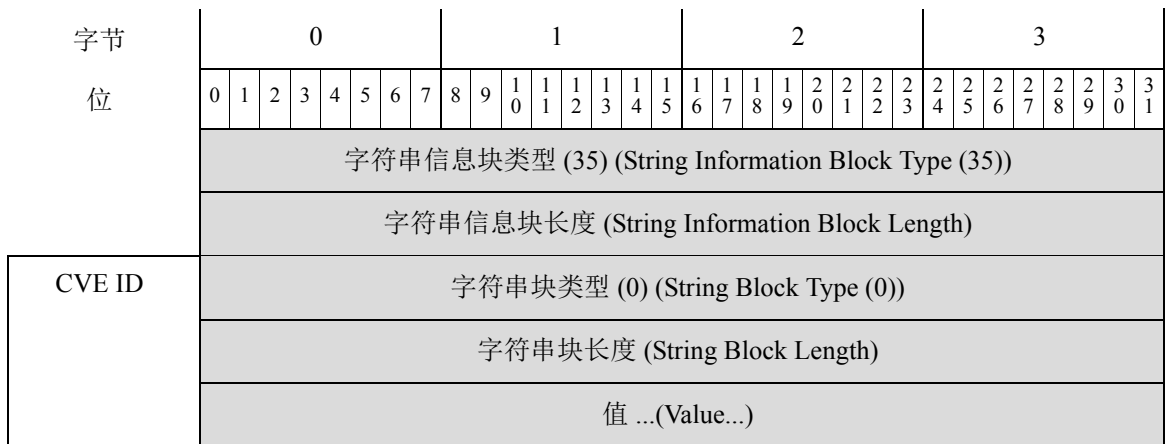 字节 0 1 2 3
位 0 1 2 3 4 5 6 7 8 9 10 11 12 13 14 15 16 17 18 19 20 21 22 23 24 25 26 27 28 29 30 31
字符串信息块类型 (35) (String Information Block Type (35))
字符串信息块长度 (String Information Block Length)
CVE ID 字符串块类型 (0) (String Block Type (0))
字符串块长度 (String Block Length)
值 ...(Value...)